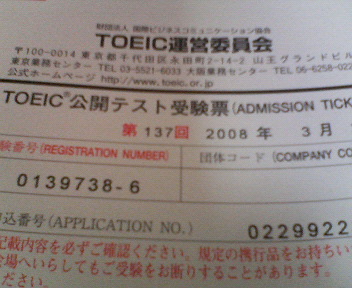 財団法人 国際ビジネスコミュニケーション協会
TOEIC運営委員会
〒100-0014 東京都千代田区永田町2-14-2 山王グランドビル
東京業務センター TEL 03-5521-6033 大阪業務センター TEL 06-6258-02
公式ホームページ http://www.toeic.or.jp
TOEIC®公開テスト受験票(ADMISSION TICK
第 137回 2008 年 3 月
験番号(REGISTRATION NUMBER) 団体コード(COMPANY CO
0139738-6
込番号(APPLICATION NO.) 0229922
記載内容を必ずご確認ください。規定の携行品をお持ちい
会場へいらしてもご受験をお断りすることがあります。
ださい。